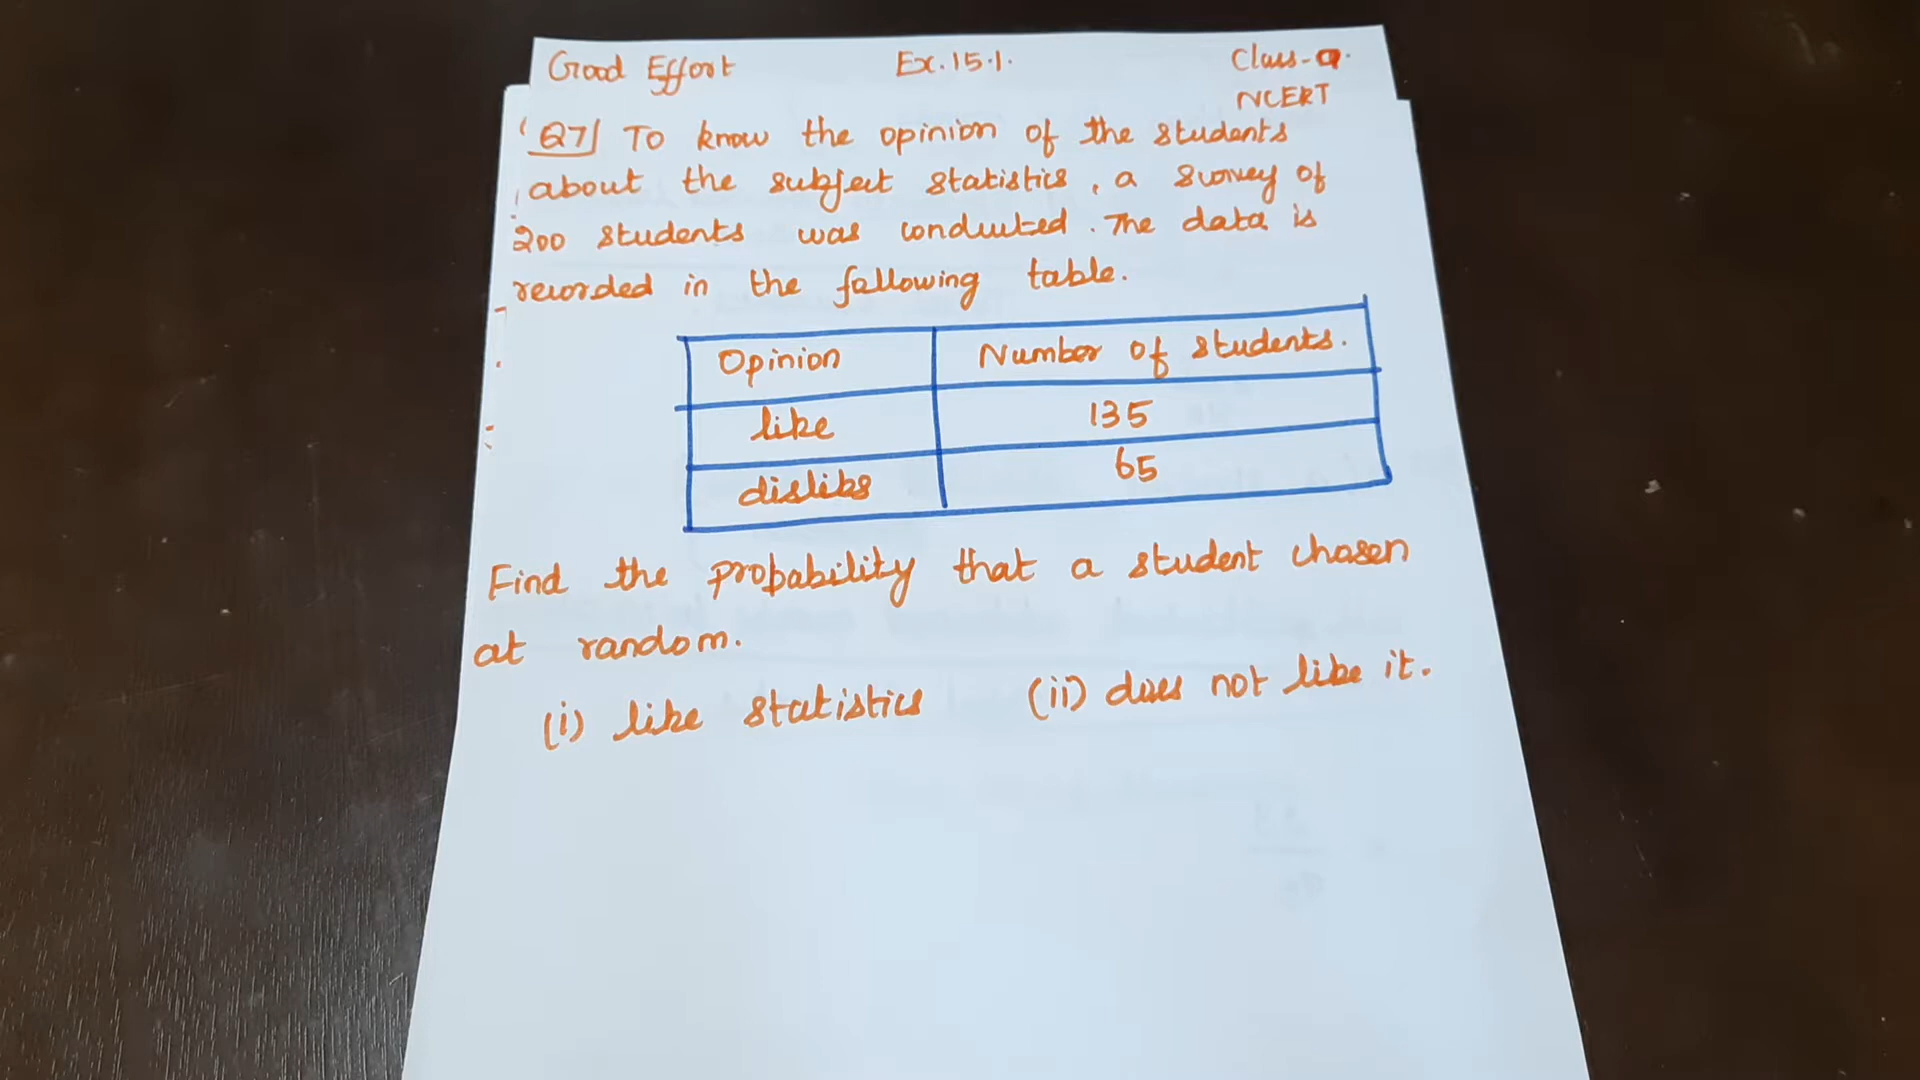 Good Effort Ex.15.1. Class-9.
NCERT
Q7 To know the opinion of the students
about the subject statistics, a survey of
200 students was conducted. The data is
recorded in the following table.
Opinion Number of students.
like 135
dislike 65
Find the probability that a student chosen
at random.
(i) like statistics (ii) does not like it.